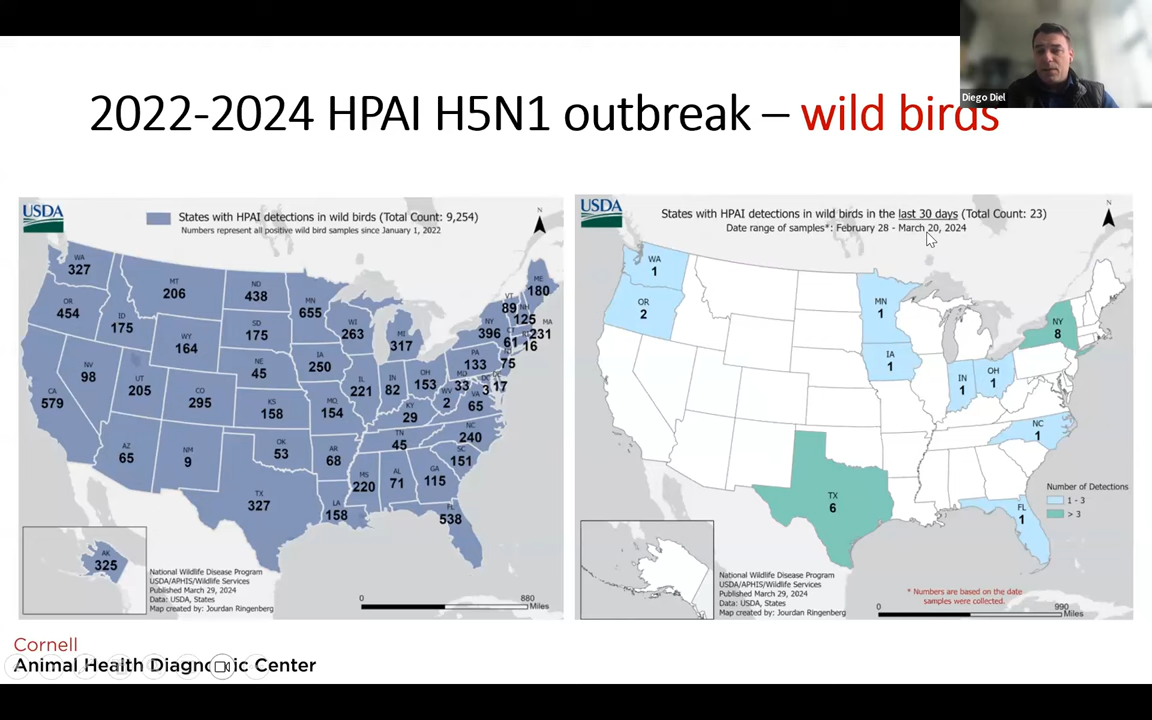 Diego Diel
2022-2024 HPAI H5N1 outbreak – wild birds
USDA
States with HPAI detections in wild birds (Total Count: 9,254)
Numbers represent all positive wild bird samples since January 1, 2022
N
WA
327
OR
454
ID
175
MT
206
ND
438
MN
655
WI
263
MI
317
NY
396
VT
89
NH
125
ME
180
MA
231
CT
61
16
75
SD
175
WY
164
NV
98
UT
205
CO
295
NE
45
IA
250
IL
221
IN
82
OH
153
PA
133
MD
33
DC
3
17
WV
2
VA
65
CA
579
KS
158
MO
154
KY
29
NC
240
TN
45
SC
151
AZ
65
NM
9
OK
53
AR
68
MS
220
AL
71
GA
115
TX
327
LA
158
FL
538
AK
325
National Wildlife Disease Program
USDA/APHIS/Wildlife Services
Published March 29, 2024
Data: USDA, States
Map created by: Jourdan Ringenberg
0 880
Miles
USDA
States with HPAI detections in wild birds in the last 30 days (Total Count: 23)
Date range of samples*: February 28 - March 20, 2024
N
WA
1
OR
2
MN
1
IA
1
IN
1
OH
1
NY
8
NC
1
TX
6
FL
1
Number of Detections
1 - 3
> 3
National Wildlife Disease Program
USDA/APHIS/Wildlife Services
Published March 29, 2024
Data: USDA, States
Map created by: Jourdan Ringenberg
* Numbers are based on the date
samples were collected.
0 990
Miles
Cornell
Animal Health Diagnostic Center